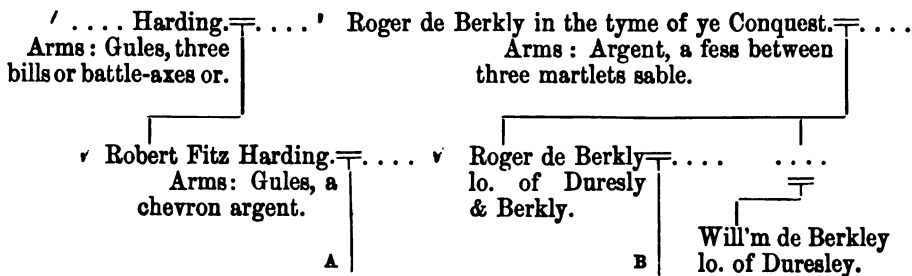 .... Harding.╤.... Roger de Berkly in the tyme of ye Conquest.╤....
Arms: Gules, three
bills or battle-axes or.
Arms: Argent, a fess between
three martlets sable.
Robert Fitz Harding.╤....
Arms: Gules, a
chevron argent.
A
Roger de Berkly╤....
lo. of Duresly
& Berkly.
B
....
Will'm de Berkley
lo. of Duresley.